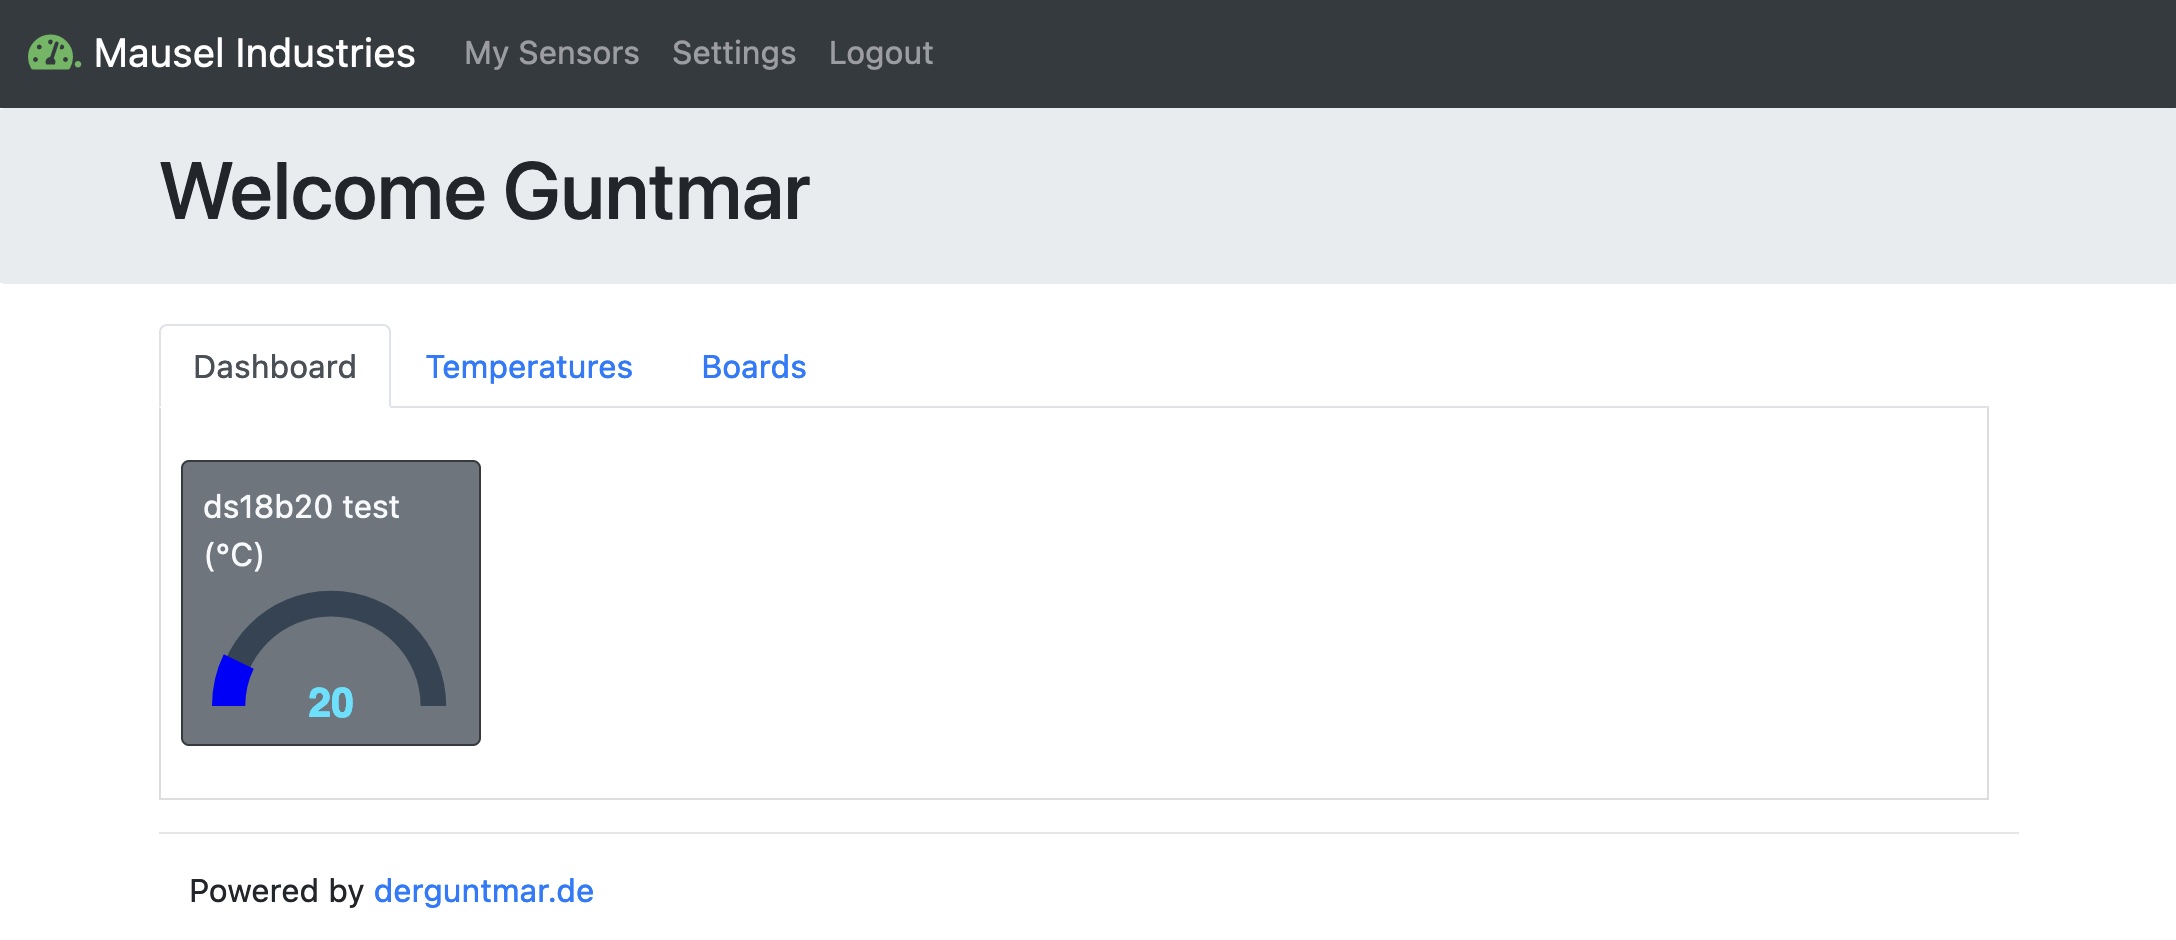 Mausel Industries My Sensors Settings Logout
Welcome Guntmar
Dashboard Temperatures Boards
ds18b20 test
(°C)
20
Powered by derguntmar.de